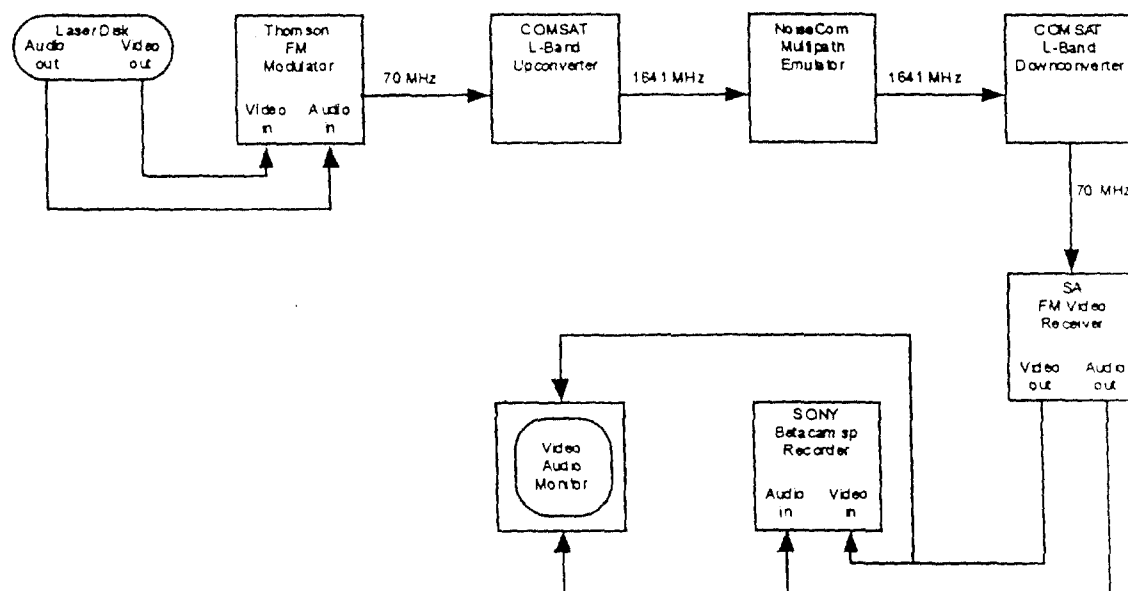 Laser Disk
Audio out
Video out
Thomson
FM
Modulator
Video in
Audio in
70 MHz
COMSAT
L-Band
Upconverter
1641 MHz
NoiseCom
Multipath
Emulator
1641 MHz
COMSAT
L-Band
Downconverter
70 MHz
SA
FM Video
Receiver
Video out
Audio out
Video
Audio
Monitor
SONY
Betacam sp
Recorder
Audio in
Video in